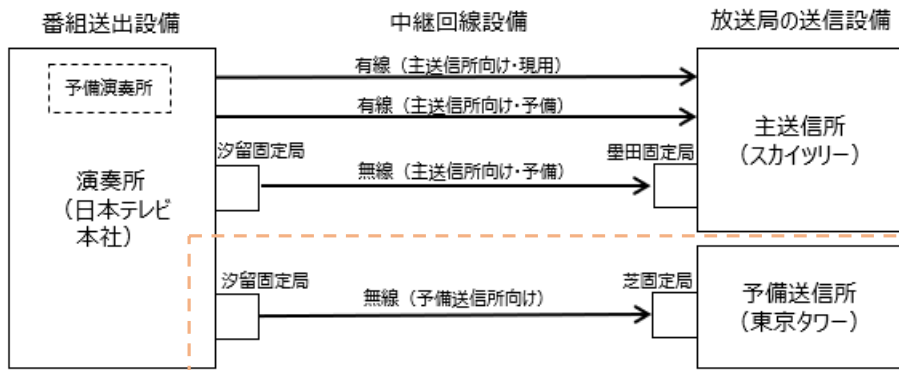 番組送出設備
中継回線設備
放送局の送信設備
予備演奏所
有線（主送信所向け・現用）
有線（主送信所向け・予備）
汐留固定局
無線（主送信所向け・予備）
墨田固定局
主送信所
（スカイツリー）
演奏所
（日本テレビ
本社）
汐留固定局
無線（予備送信所向け）
芝固定局
予備送信所
（東京タワー）